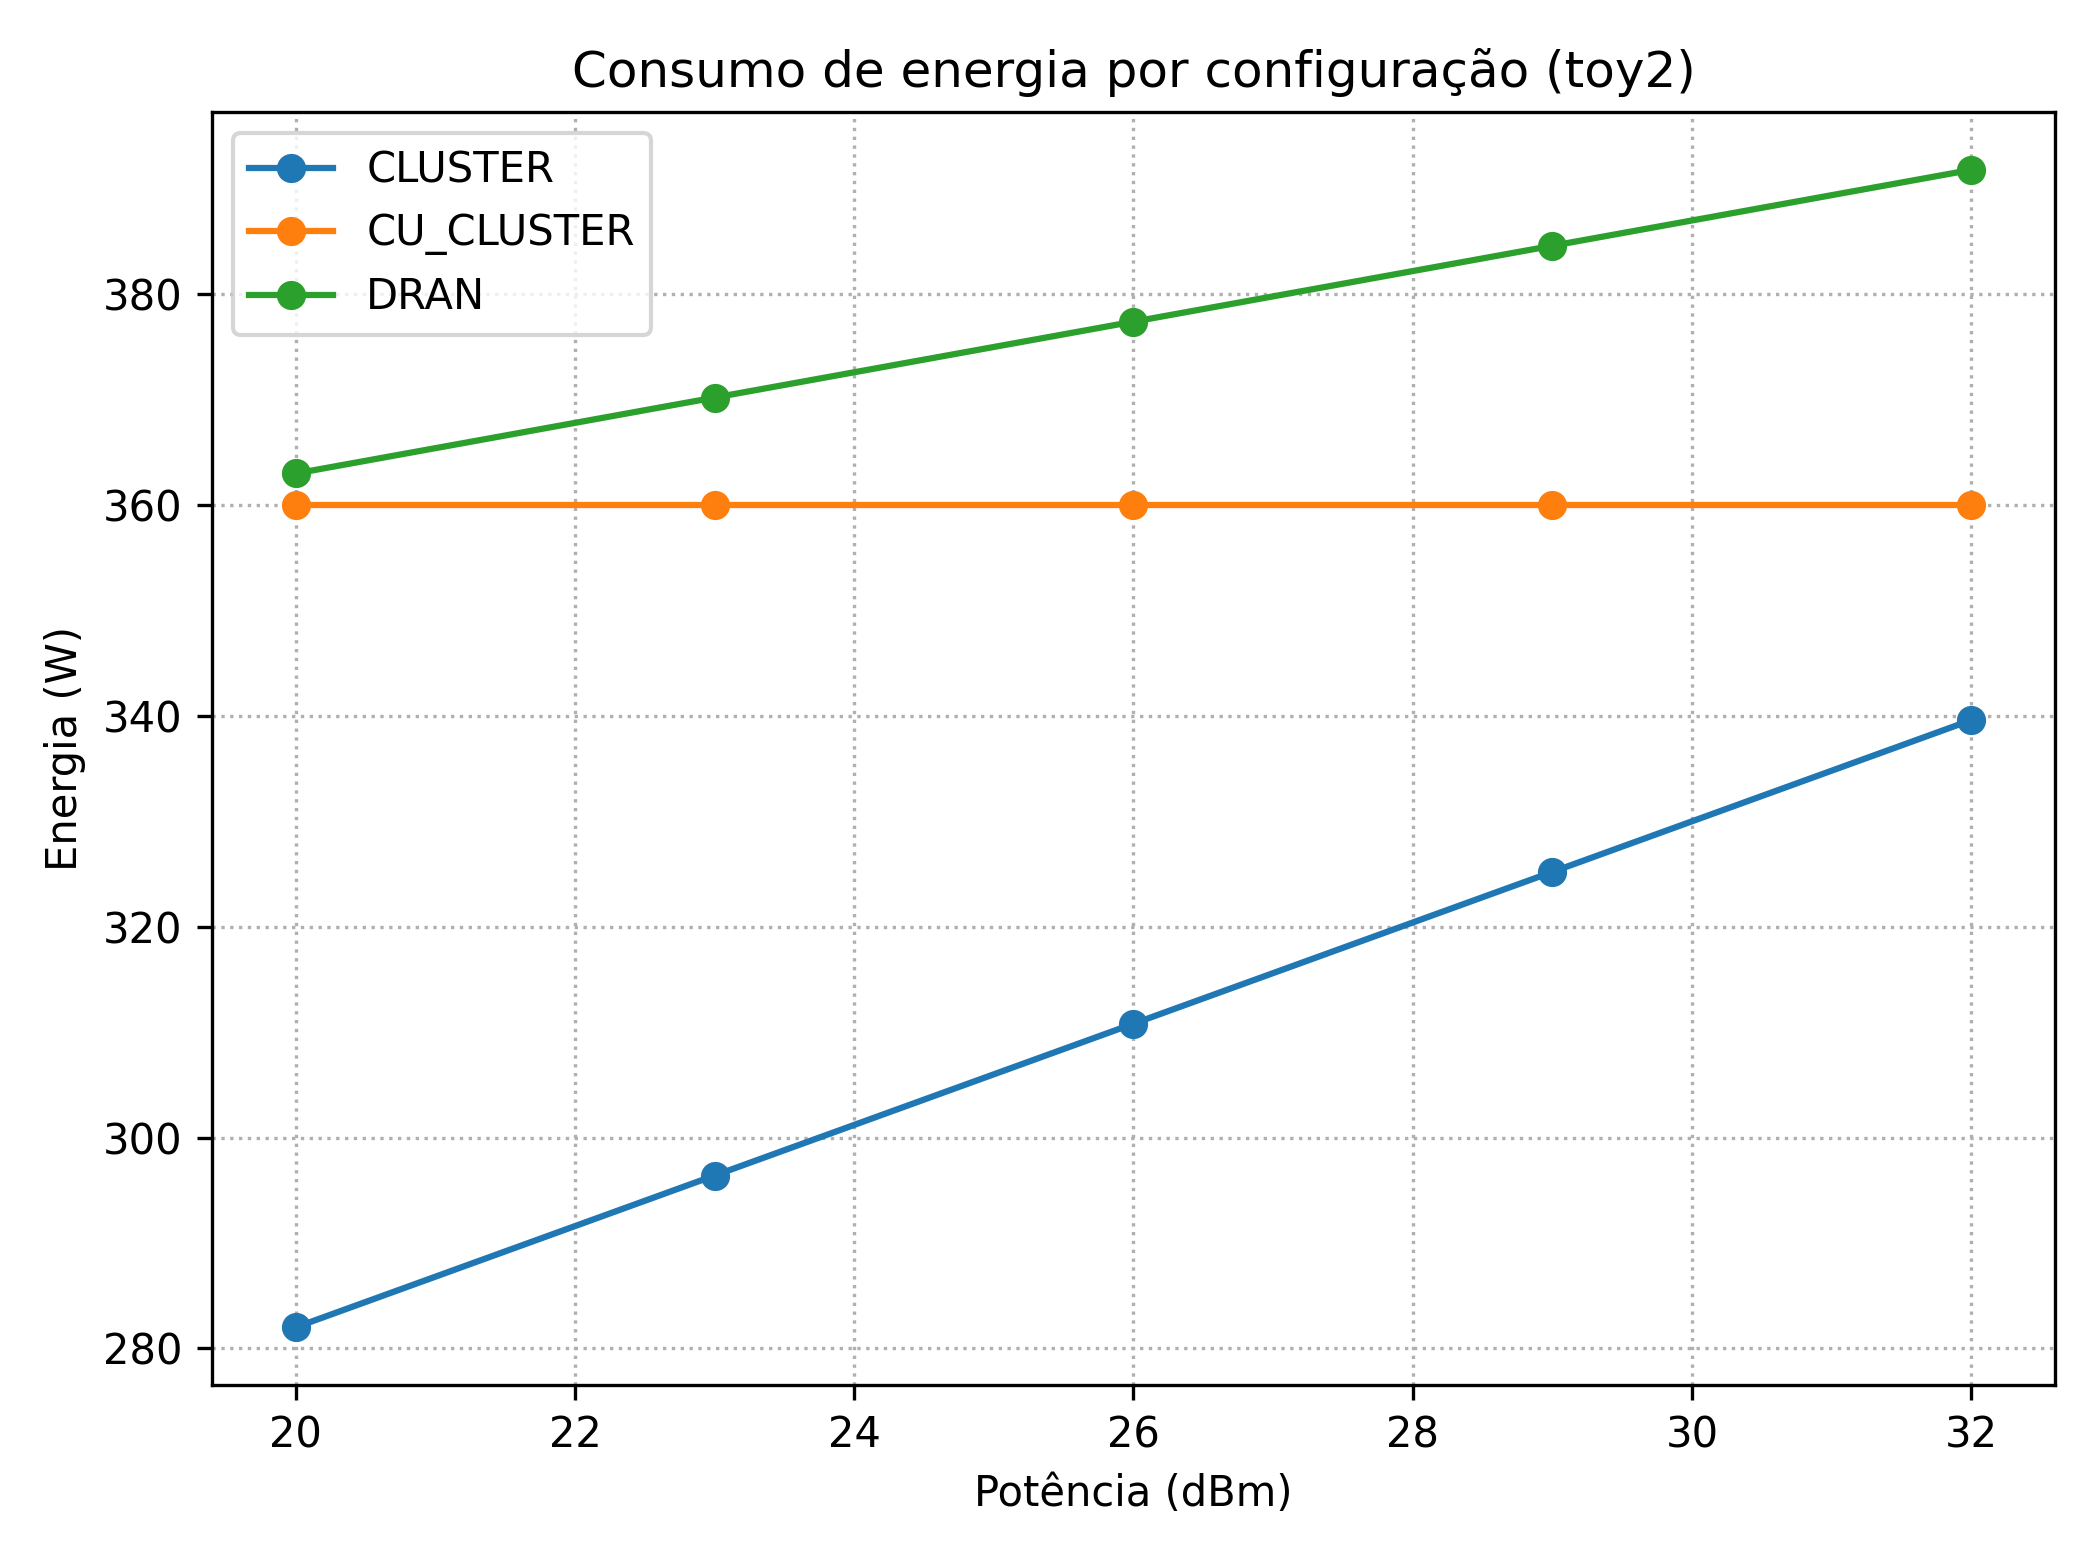 Consumo de energia por configuração (toy2)
CLUSTER
CU_CLUSTER
DRAN
Energia (W)
380
360
340
320
300
280
20 22 24 26 28 30 32
Potência (dBm)